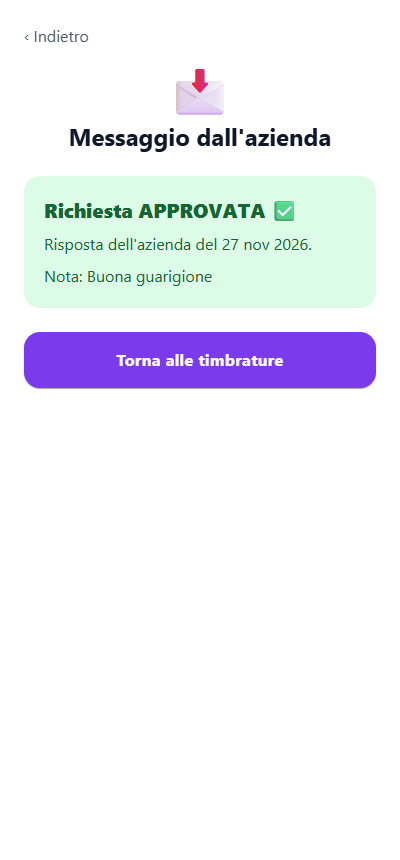 ‹ Indietro
Messaggio dall'azienda
Richiesta APPROVATA ✅
Risposta dell'azienda del 27 nov 2026.
Nota: Buona guarigione
Torna alle timbrature